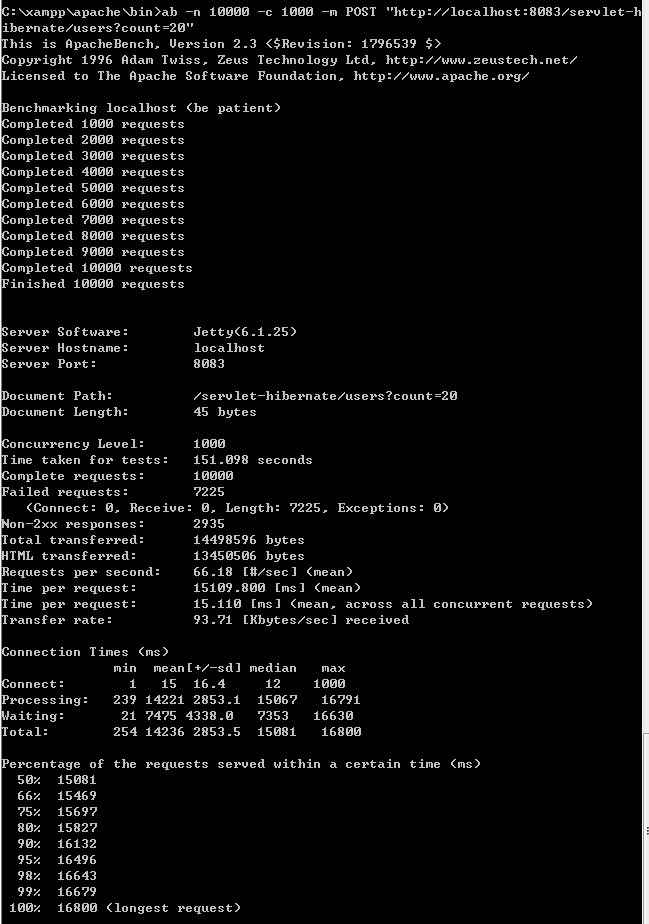 C:\xampp\apache\bin>ab -n 10000 -c 1000 -m POST "http://localhost:8083/servlet-h
ibernate/users?count=20"
This is ApacheBench, Version 2.3 <$Revision: 1796539 $>
Copyright 1996 Adam Twiss, Zeus Technology Ltd, http://www.zeustech.net/
Licensed to The Apache Software Foundation, http://www.apache.org/

Benchmarking localhost (be patient)
Completed 1000 requests
Completed 2000 requests
Completed 3000 requests
Completed 4000 requests
Completed 5000 requests
Completed 6000 requests
Completed 7000 requests
Completed 8000 requests
Completed 9000 requests
Completed 10000 requests
Finished 10000 requests


Server Software:        Jetty(6.1.25)
Server Hostname:        localhost
Server Port:            8083

Document Path:          /servlet-hibernate/users?count=20
Document Length:        45 bytes

Concurrency Level:      1000
Time taken for tests:   151.098 seconds
Complete requests:      10000
Failed requests:        7225
   (Connect: 0, Receive: 0, Length: 7225, Exceptions: 0)
Non-2xx responses:      2935
Total transferred:      14498596 bytes
HTML transferred:       13450506 bytes
Requests per second:    66.18 [#/sec] (mean)
Time per request:       15109.800 [ms] (mean)
Time per request:       15.110 [ms] (mean, across all concurrent requests)
Transfer rate:          93.71 [Kbytes/sec] received

Connection Times (ms)
              min  mean[+/-sd] median   max
Connect:        1   15  16.4     12    1000
Processing:   239 14221 2853.1  15067   16791
Waiting:       21 7475 4338.0   7353   16630
Total:        254 14236 2853.5  15081   16800

Percentage of the requests served within a certain time (ms)
  50%  15081
  66%  15469
  75%  15697
  80%  15827
  90%  16132
  95%  16496
  98%  16643
  99%  16679
 100%  16800 (longest request)